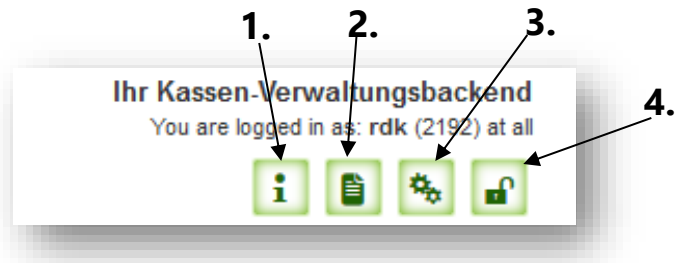 1. 2. 3.
Ihr Kassen-Verwaltungsbackend
4.
You are logged in as: rdk (2192) at all